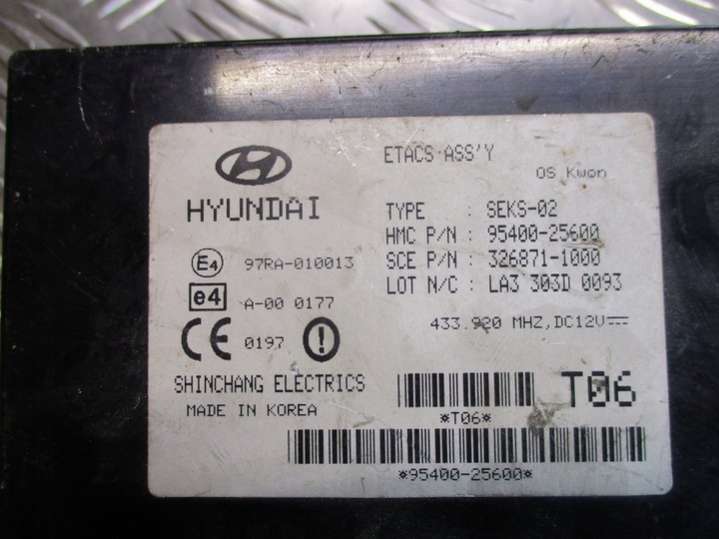 ETACS ASS'Y
OS Kwon
HYUNDAI
TYPE : SEKS-02
HMC P/N : 95400-25600
SCE P/N : 326871-1000
LOT N/C : LA3 303D 0093
E4 97RA-010013
e4 A-00 0177
CE 0197
433.920 MHZ,DC12V
SHINCHANG ELECTRICS
MADE IN KOREA
T06
*T06*
*95400-25600*